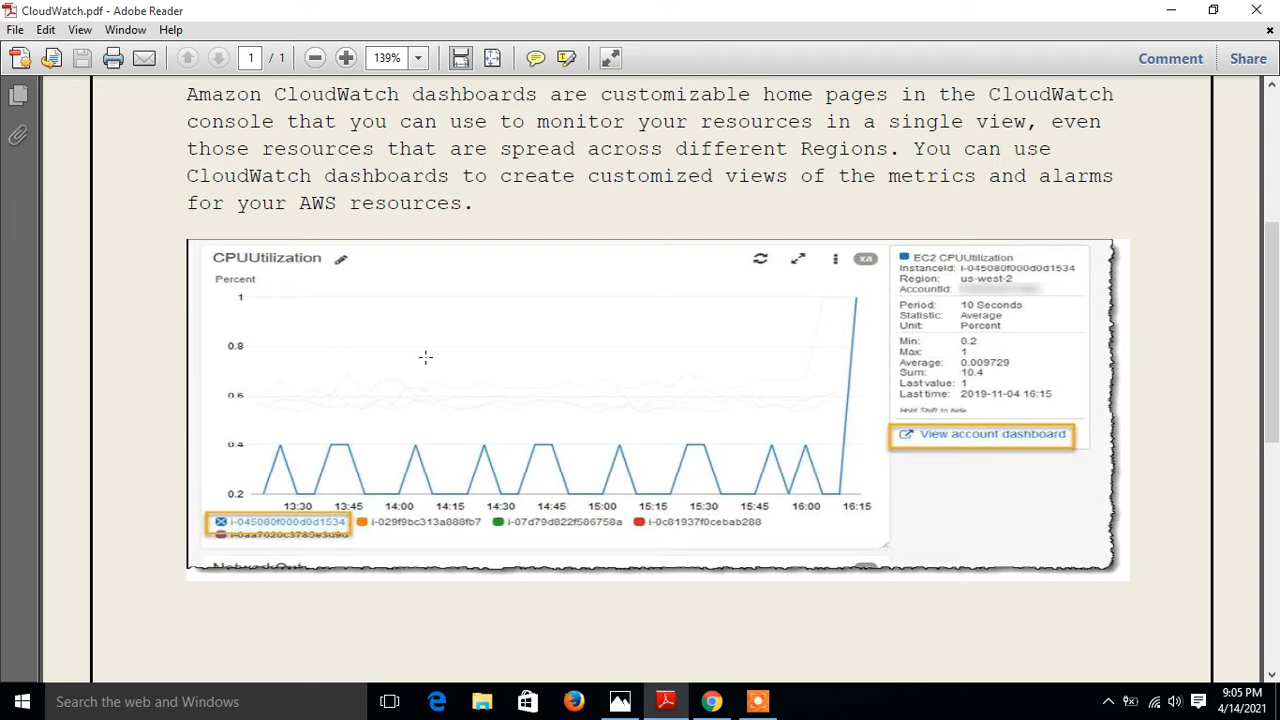 CloudWatch.pdf - Adobe Reader
File Edit View Window Help
1 / 1 139% Comment Share
Amazon CloudWatch dashboards are customizable home pages in the CloudWatch
console that you can use to monitor your resources in a single view, even
those resources that are spread across different Regions. You can use
CloudWatch dashboards to create customized views of the metrics and alarms
for your AWS resources.
CPUUtilization xa
Percent
1
0.8
0.6
0.4
0.2
13:30 13:45 14:00 14:15 14:30 14:45 15:00 15:15 15:30 15:45 16:00 16:15
i-045080f000d0d1534 i-029f9bc313a888fb7 i-07d79d822f586758a i-0c81937f0cebab288
EC2 CPUUtilization
InstanceId: i-045080f000d0d1534
Region: us-west-2
AccountId:
Period: 10 Seconds
Statistic: Average
Unit: Percent
Min: 0.2
Max: 1
Average: 0.009729
Sum: 10.4
Last value: 1
Last time: 2019-11-04 16:15
Hold Shift to hide
View account dashboard
Search the web and Windows
9:05 PM
4/14/2021